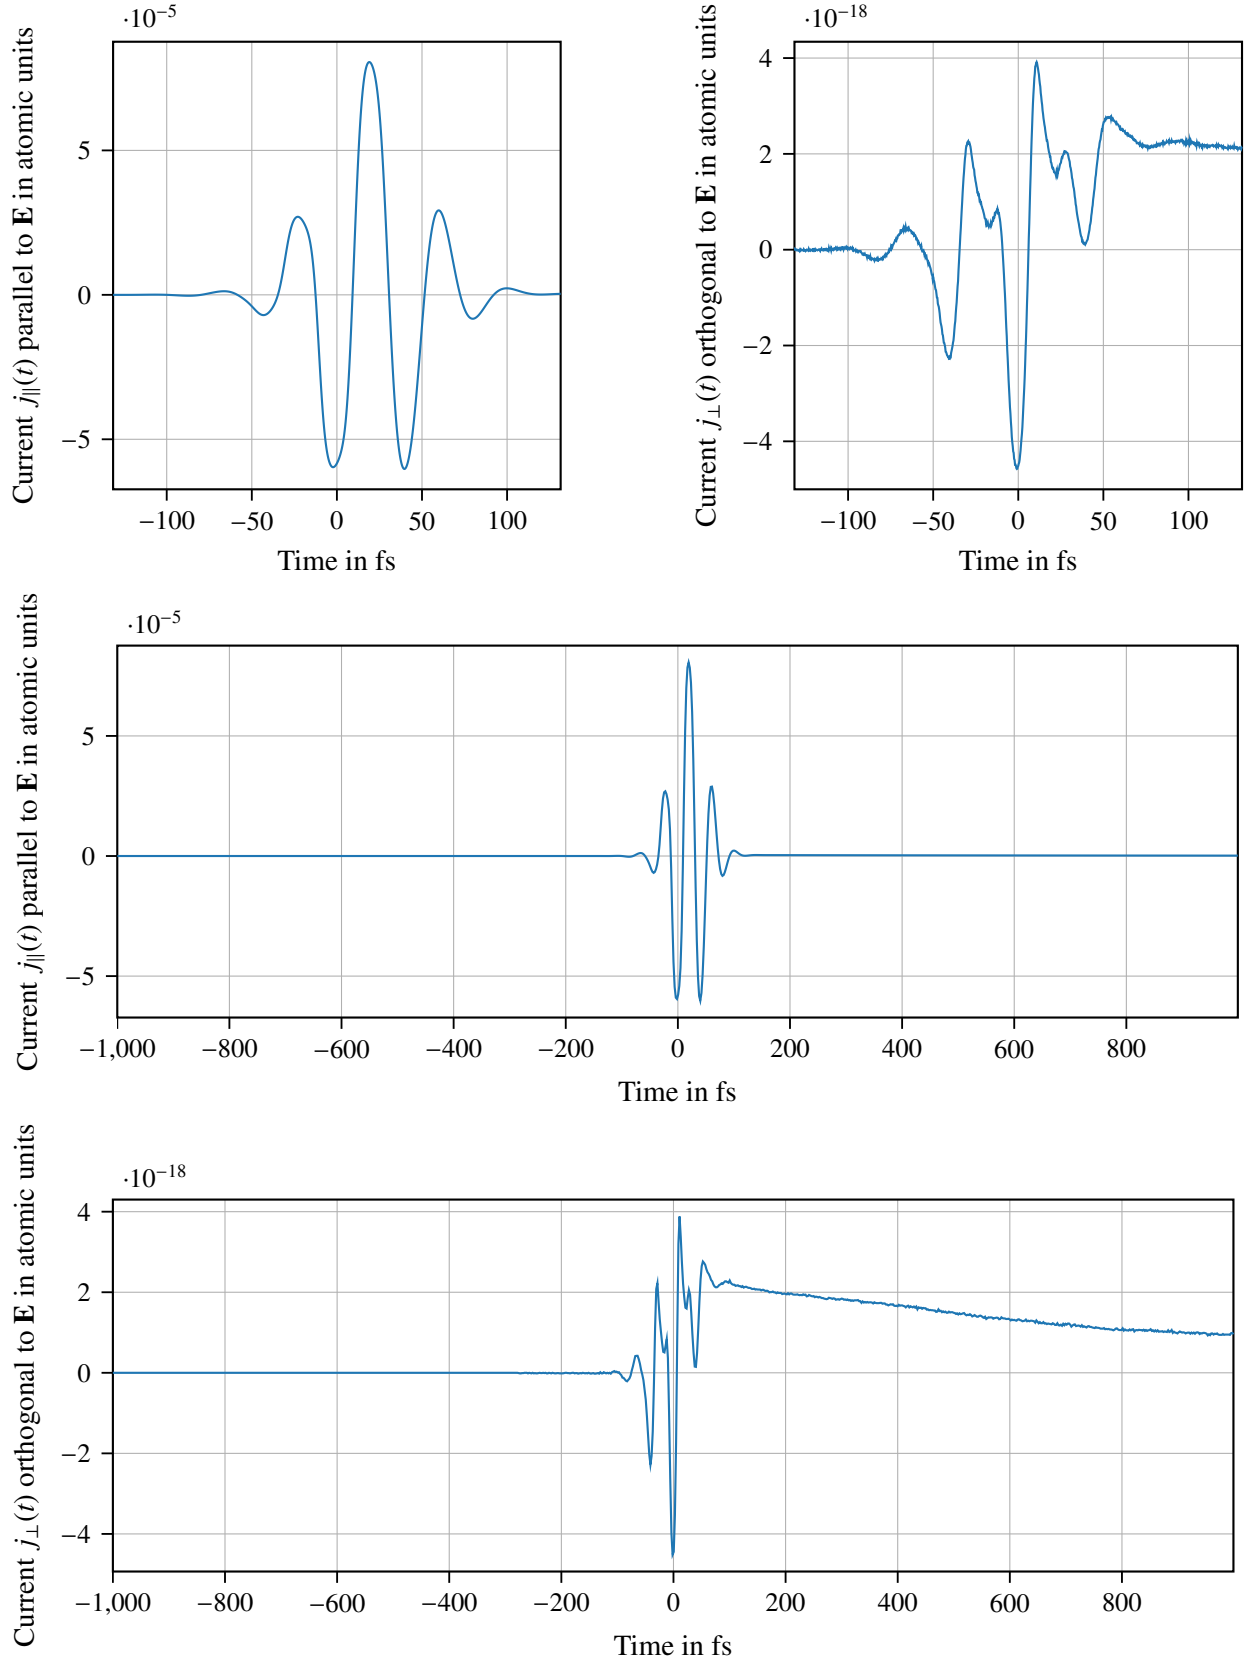 ·10⁻⁵
Current j∥(t) parallel to E in atomic units
5
0
−5
−100 −50 0 50 100
Time in fs
·10⁻¹⁸
Current j⊥(t) orthogonal to E in atomic units
4
2
0
−2
−4
−100 −50 0 50 100
Time in fs
·10⁻⁵
Current j∥(t) parallel to E in atomic units
5
0
−5
−1,000 −800 −600 −400 −200 0 200 400 600 800
Time in fs
·10⁻¹⁸
Current j⊥(t) orthogonal to E in atomic units
4
2
0
−2
−4
−1,000 −800 −600 −400 −200 0 200 400 600 800
Time in fs